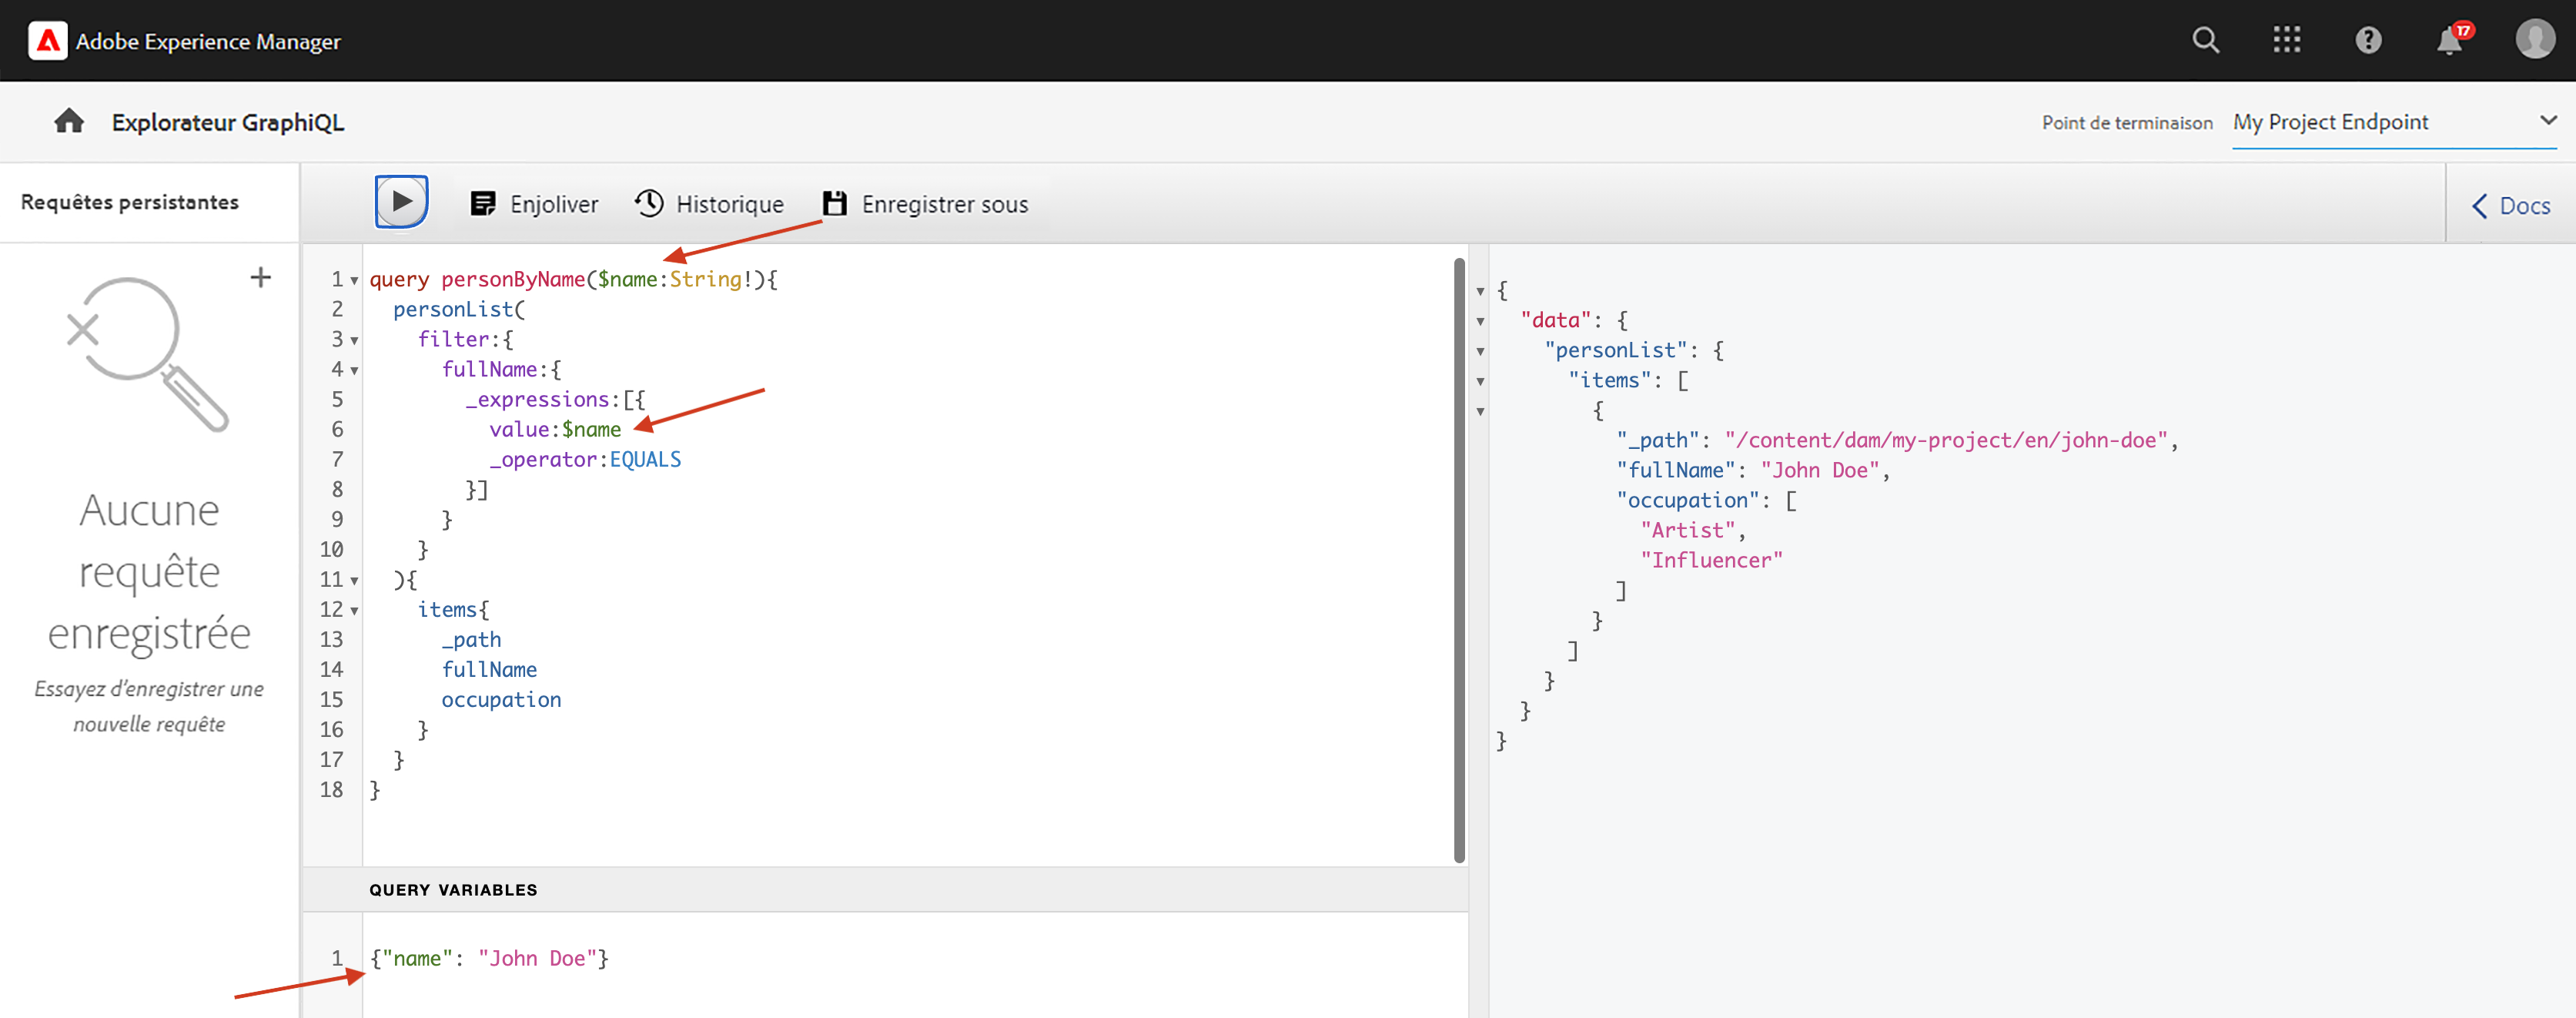 Adobe Experience Manager
17
Explorateur GraphiQL
Point de terminaison My Project Endpoint
Requêtes persistantes
Enjoliver Historique Enregistrer sous
Docs
Aucune
requête
enregistrée
Essayez d'enregistrer une
nouvelle requête
1 query personByName($name:String!){
2 personList(
3 filter:{
4 fullName:{
5 _expressions:[{
6 value:$name
7 _operator:EQUALS
8 }]
9 }
10 }
11 ){
12 items{
13 _path
14 fullName
15 occupation
16 }
17 }
18 }
QUERY VARIABLES
1 {"name": "John Doe"}
{
"data": {
"personList": {
"items": [
{
"_path": "/content/dam/my-project/en/john-doe",
"fullName": "John Doe",
"occupation": [
"Artist",
"Influencer"
]
}
]
}
}
}